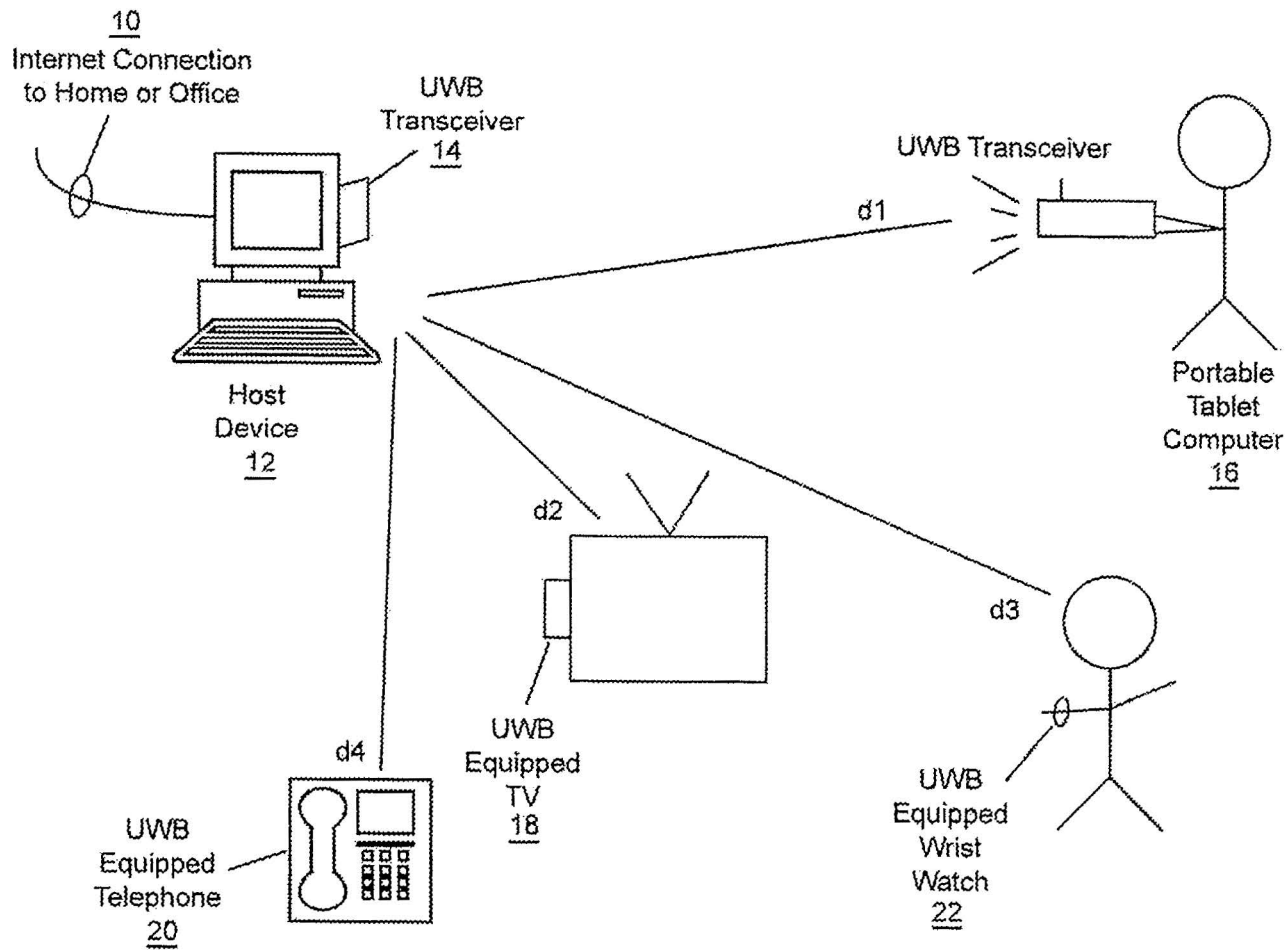 10
Internet Connection
to Home or Office
UWB
Transceiver
14
UWB Transceiver
d1
Host
Device
12
Portable
Tablet
Computer
16
d2
d3
UWB
Equipped
TV
18
d4
UWB
Equipped
Telephone
20
UWB
Equipped
Wrist
Watch
22